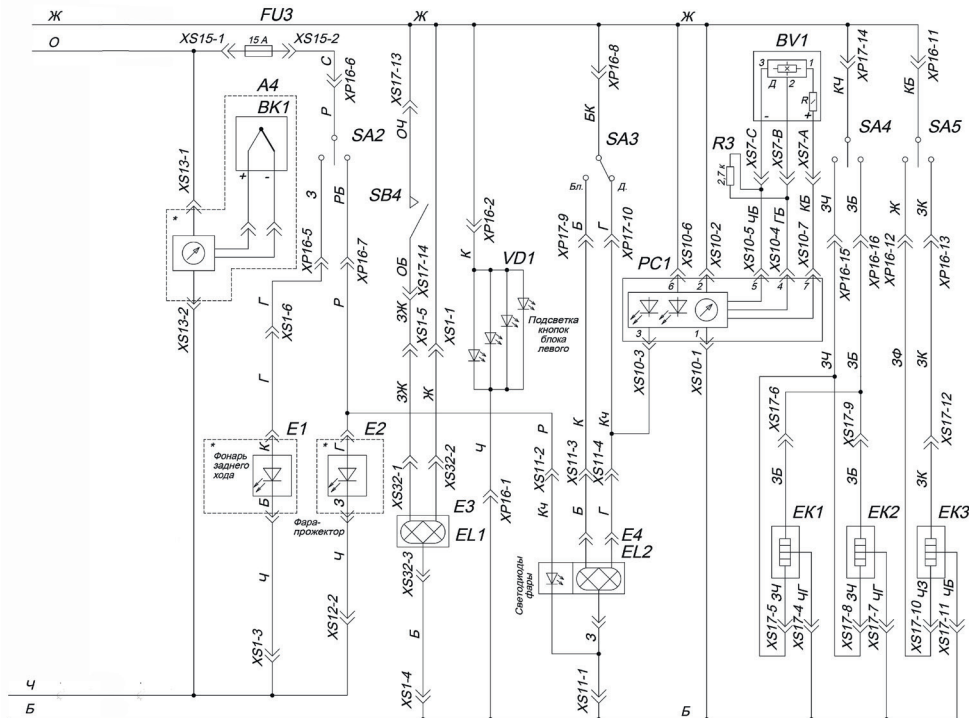 Ж
FU3
Ж
Ж
О
XS15-1
15 А
XS15-2
С
XP16-6
Р
SA2
З
РБ
XP16-5
XP16-7
Г
Р
XS1-6
Г
A4
BK1
+
-
XS13-1
*
XS13-2
E1
*
К
Фонарь
заднего
хода
Б
Ч
XS1-3
E2
*
Г
З
Фара-
прожектор
Ч
XS12-2
XS17-13
ОЧ
SB4
ОБ
XS17-14
ЗЖ
XS1-5
XS1-1
ЗЖ
Ж
XS32-1
XS32-2
E3
EL1
XS32-3
Б
XS1-4
XP16-2
К
VD1
Подсветка
кнопок
блока
левого
Ч
XP16-1
XP16-8
БК
SA3
Бл.
Д.
XP17-9
Б
Г
XP17-10
К
Кч
Р
XS11-2
XS11-3
XS11-4
Кч
Б
Г
E4
EL2
Светодиоды
фары
З
XS11-1
BV1
3
1
Д
2
R
-
+
R3
2,7 к
XS7-C
XS7-B
XS7-A
ЧБ
ГБ
КБ
XS10-6
XS10-2
XS10-5
XS10-4
XS10-7
PC1
6
2
5
4
7
3
1
XS10-3
XS10-1
XP17-14
КЧ
SA4
XP16-11
КБ
SA5
ЗЧ
ЗБ
Ж
ЗК
XP16-15
XP16-16
XP16-12
XP16-13
ЗЧ
ЗБ
ЗФ
ЗК
XS17-6
XS17-9
XS17-12
ЗБ
ЗБ
ЗК
EK1
EK2
EK3
ЗЧ
ЧГ
ЗЧ
ЧГ
ЧЗ
ЧБ
XS17-5
XS17-4
XS17-8
XS17-7
XS17-10
XS17-11
Ч
Б
Б